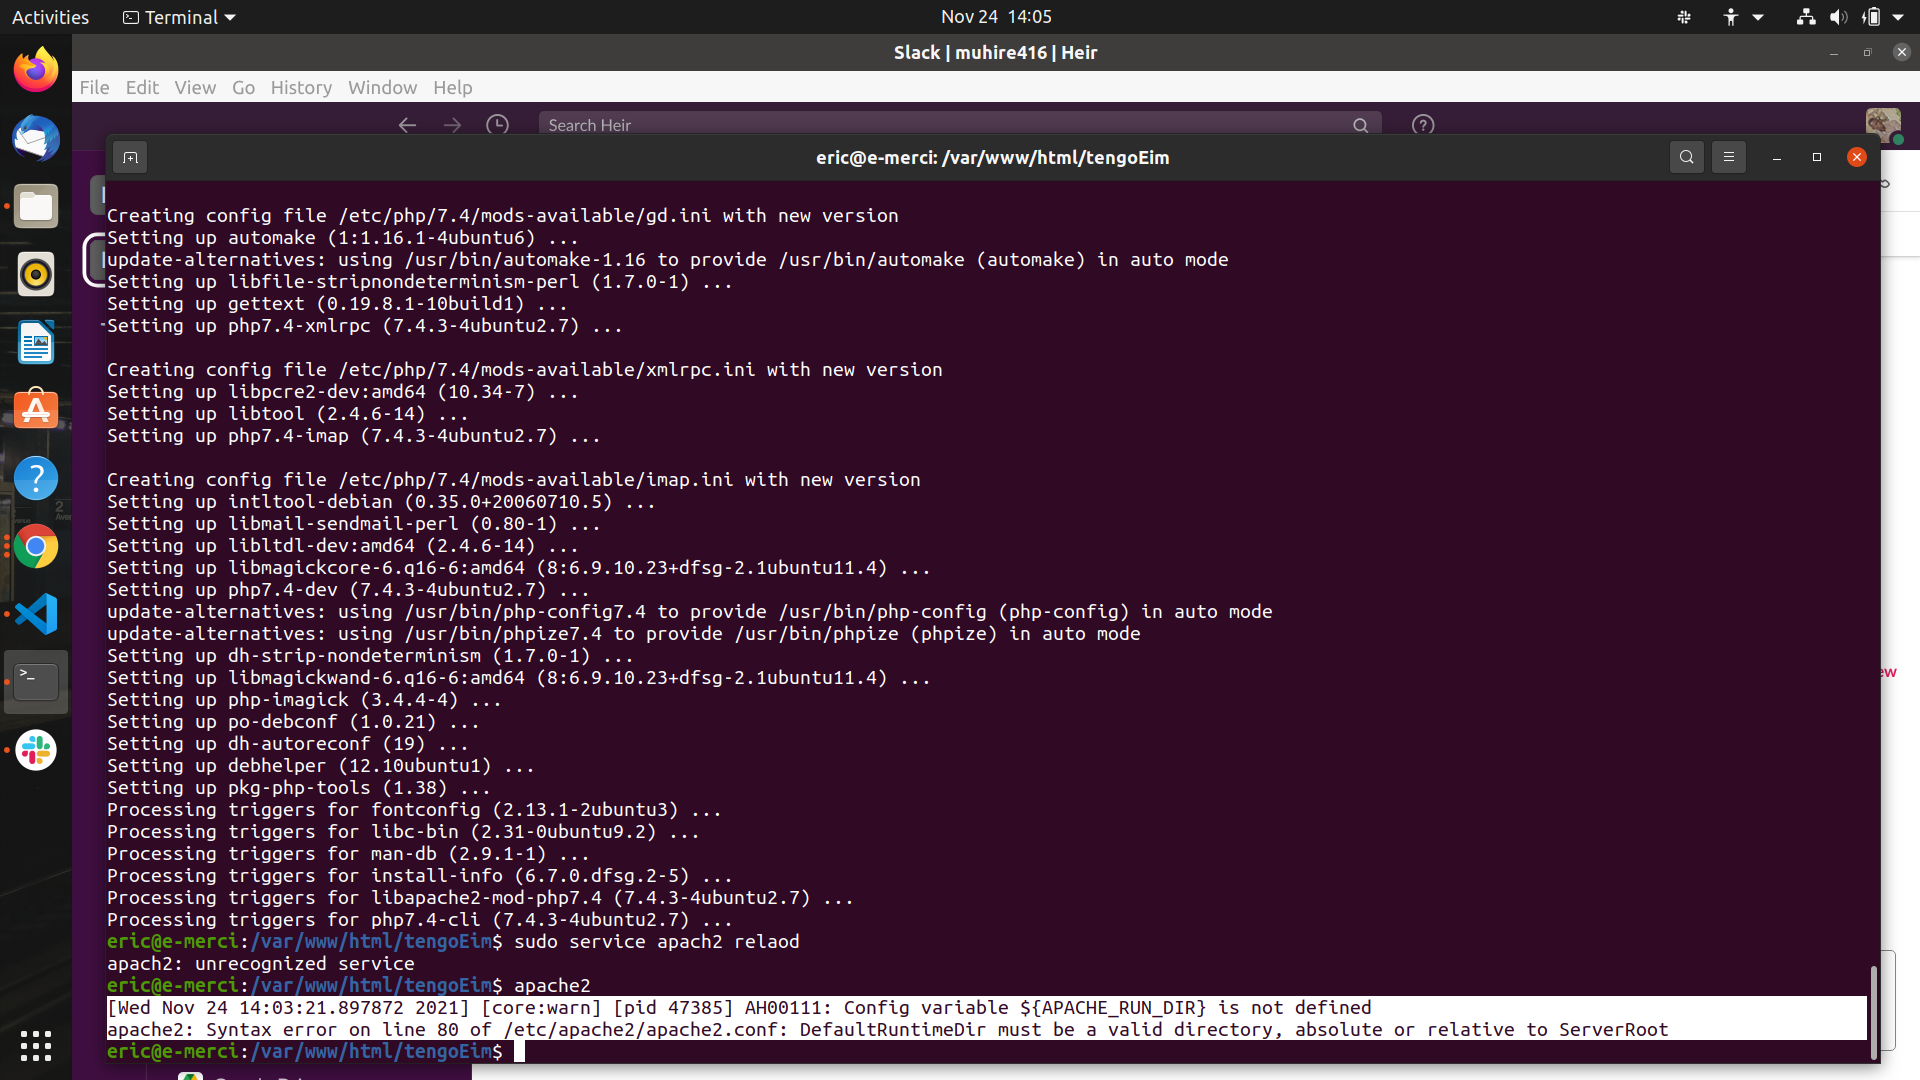 Activities
Terminal
Nov 24 14:05
Slack | muhire416 | Heir
File Edit View Go History Window Help
Search Heir
eric@e-merci: /var/www/html/tengoEim
Creating config file /etc/php/7.4/mods-available/gd.ini with new version
Setting up automake (1:1.16.1-4ubuntu6) ...
update-alternatives: using /usr/bin/automake-1.16 to provide /usr/bin/automake (automake) in auto mode
Setting up libfile-stripnondeterminism-perl (1.7.0-1) ...
Setting up gettext (0.19.8.1-10build1) ...
Setting up php7.4-xmlrpc (7.4.3-4ubuntu2.7) ...
Creating config file /etc/php/7.4/mods-available/xmlrpc.ini with new version
Setting up libpcre2-dev:amd64 (10.34-7) ...
Setting up libtool (2.4.6-14) ...
Setting up php7.4-imap (7.4.3-4ubuntu2.7) ...
Creating config file /etc/php/7.4/mods-available/imap.ini with new version
Setting up intltool-debian (0.35.0+20060710.5) ...
Setting up libmail-sendmail-perl (0.80-1) ...
Setting up libltdl-dev:amd64 (2.4.6-14) ...
Setting up libmagickcore-6.q16-6:amd64 (8:6.9.10.23+dfsg-2.1ubuntu11.4) ...
Setting up php7.4-dev (7.4.3-4ubuntu2.7) ...
update-alternatives: using /usr/bin/php-config7.4 to provide /usr/bin/php-config (php-config) in auto mode
update-alternatives: using /usr/bin/phpize7.4 to provide /usr/bin/phpize (phpize) in auto mode
Setting up dh-strip-nondeterminism (1.7.0-1) ...
Setting up libmagickwand-6.q16-6:amd64 (8:6.9.10.23+dfsg-2.1ubuntu11.4) ...
Setting up php-imagick (3.4.4-4) ...
Setting up po-debconf (1.0.21) ...
Setting up dh-autoreconf (19) ...
Setting up debhelper (12.10ubuntu1) ...
Setting up pkg-php-tools (1.38) ...
Processing triggers for fontconfig (2.13.1-2ubuntu3) ...
Processing triggers for libc-bin (2.31-0ubuntu9.2) ...
Processing triggers for man-db (2.9.1-1) ...
Processing triggers for install-info (6.7.0.dfsg.2-5) ...
Processing triggers for libapache2-mod-php7.4 (7.4.3-4ubuntu2.7) ...
Processing triggers for php7.4-cli (7.4.3-4ubuntu2.7) ...
eric@e-merci:/var/www/html/tengoEim$ sudo service apach2 relaod
apach2: unrecognized service
eric@e-merci:/var/www/html/tengoEim$ apache2
[Wed Nov 24 14:03:21.897872 2021] [core:warn] [pid 47385] AH00111: Config variable ${APACHE_RUN_DIR} is not defined
apache2: Syntax error on line 80 of /etc/apache2/apache2.conf: DefaultRuntimeDir must be a valid directory, absolute or relative to ServerRoot
eric@e-merci:/var/www/html/tengoEim$